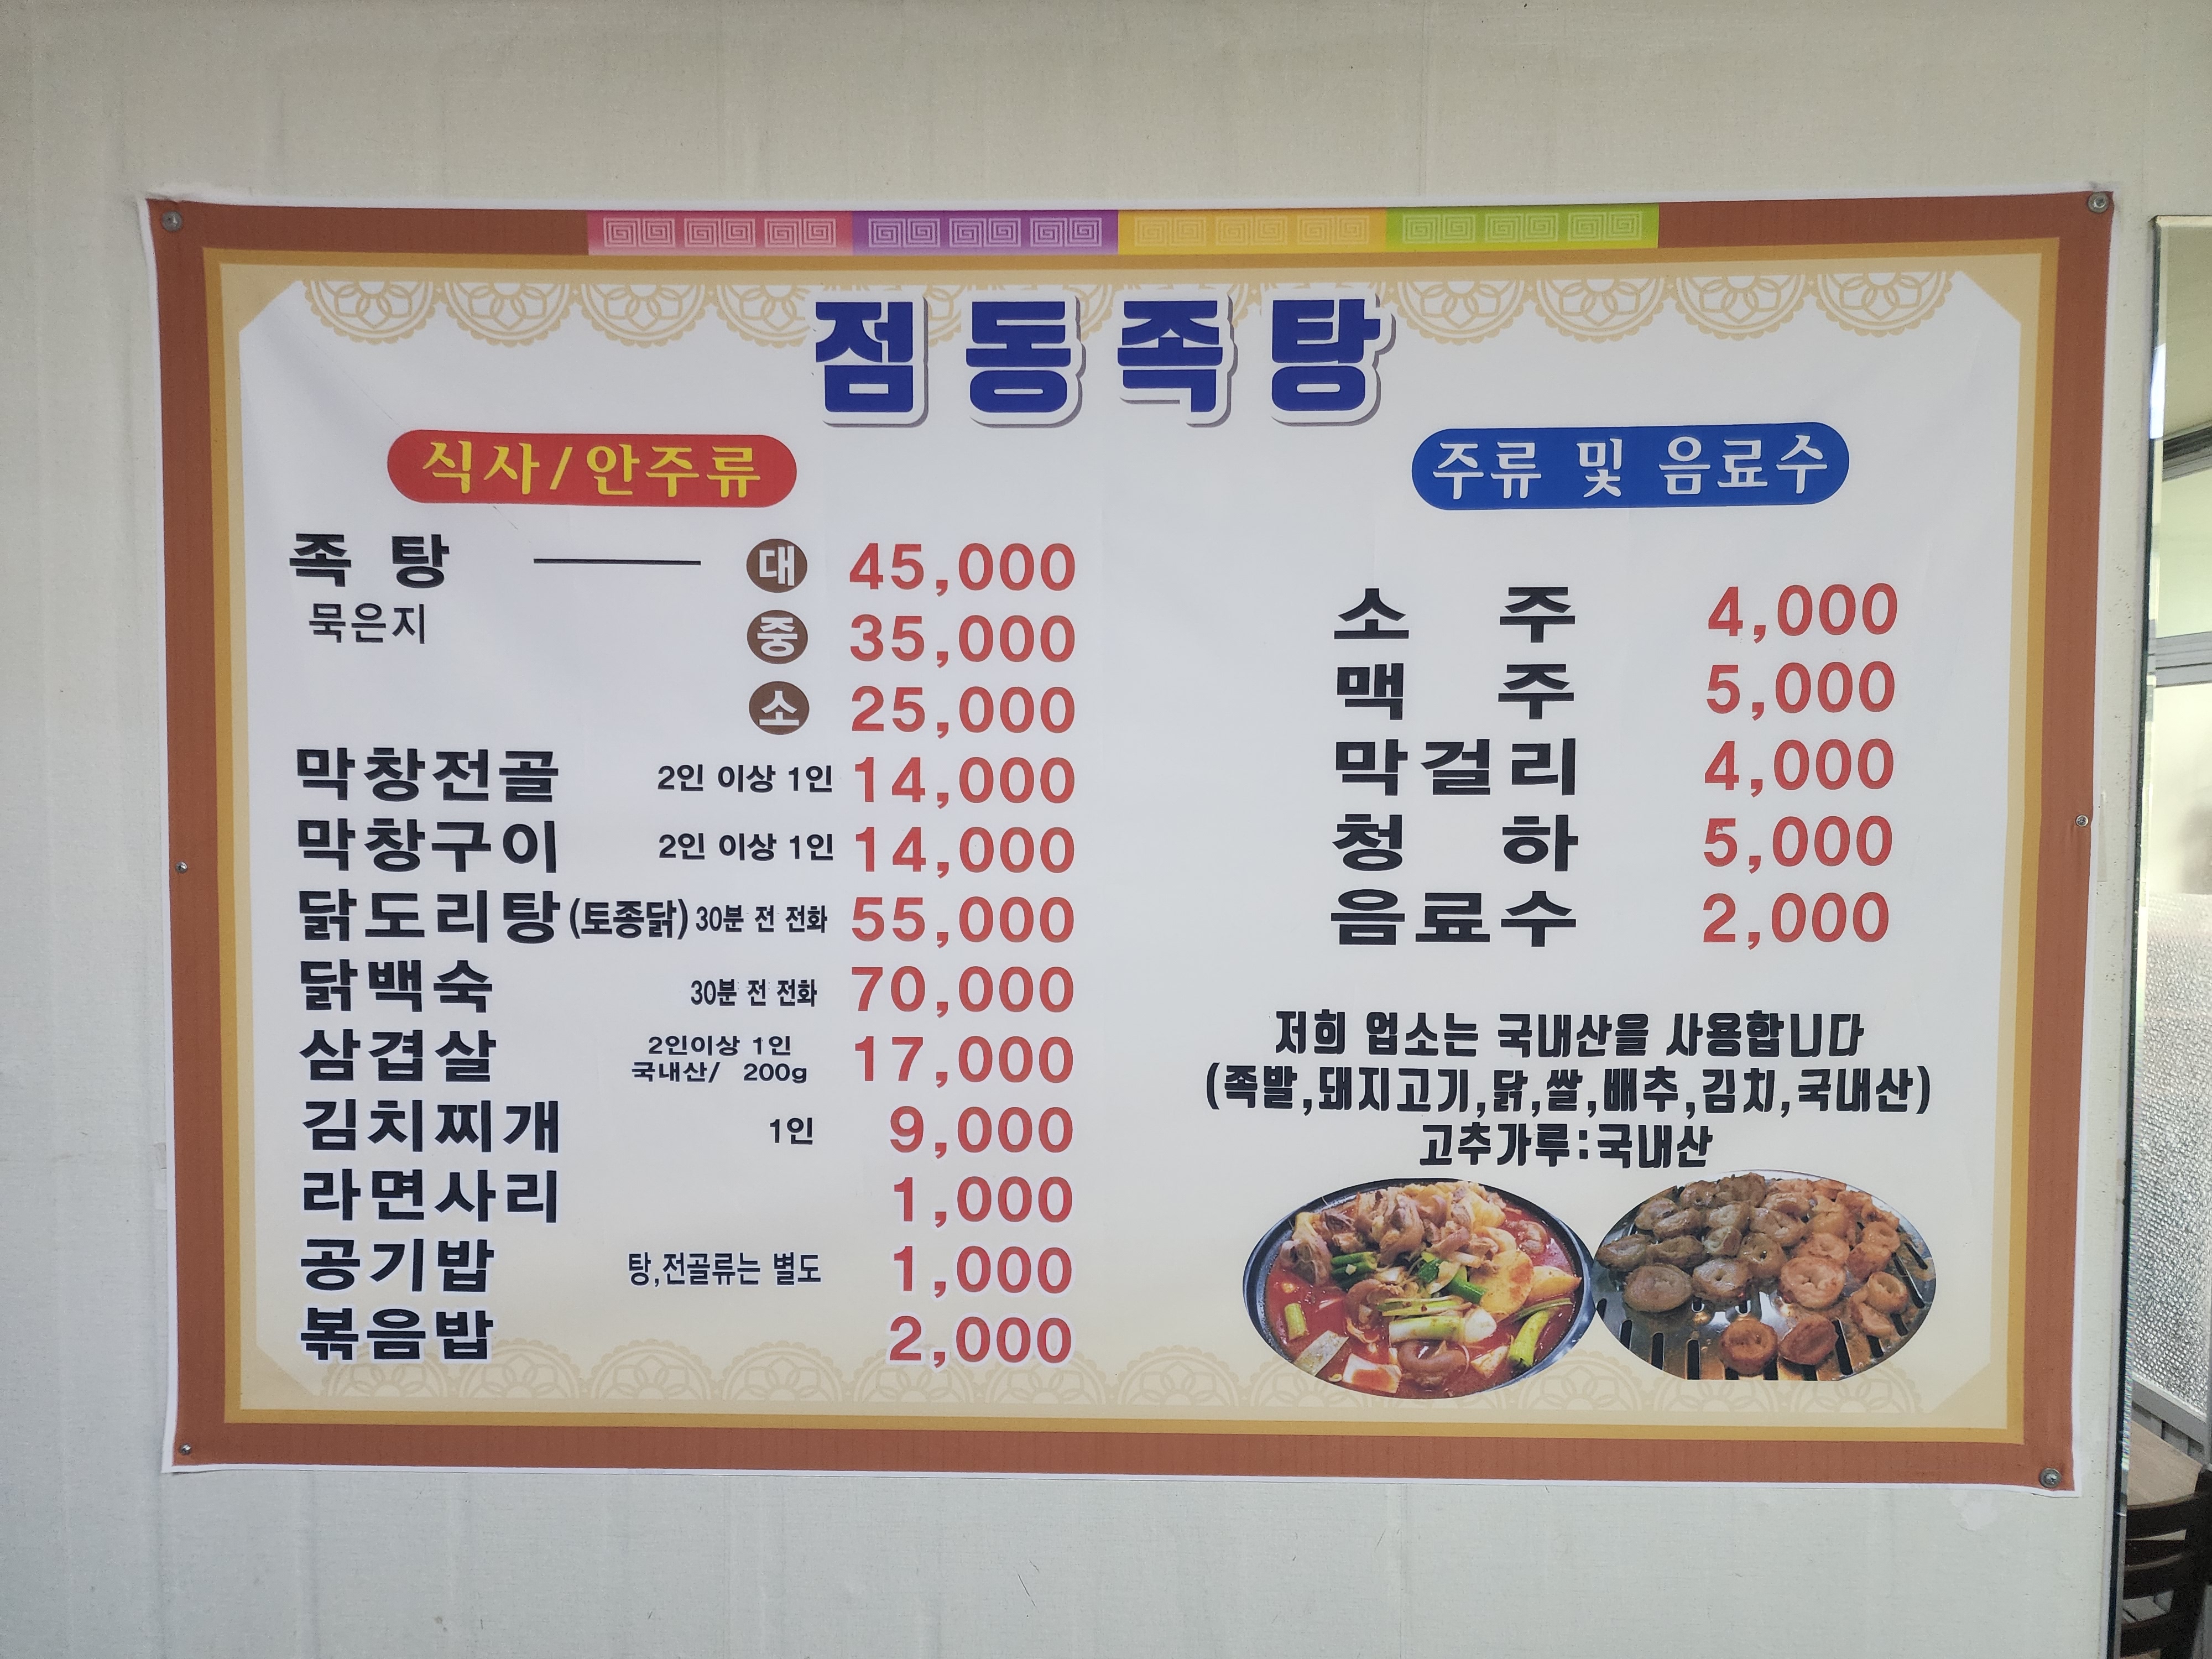 점동족탕
식사/안주류
족 탕 대 45,000
묵은지 중 35,000
소 25,000
막창전골 2인 이상 1인 14,000
막창구이 2인 이상 1인 14,000
닭도리탕(토종닭) 30분 전 전화 55,000
닭백숙 30분 전 전화 70,000
삼겹살 2인이상 1인 17,000
국내산/ 200g
김치찌개 1인 9,000
라면사리 1,000
공기밥 탕,전골류는 별도 1,000
볶음밥 2,000
주류 및 음료수
소 주 4,000
맥 주 5,000
막걸리 4,000
청 하 5,000
음료수 2,000
저희 업소는 국내산을 사용합니다
(족발,돼지고기,닭,쌀,배추,김치,국내산)
고추가루:국내산